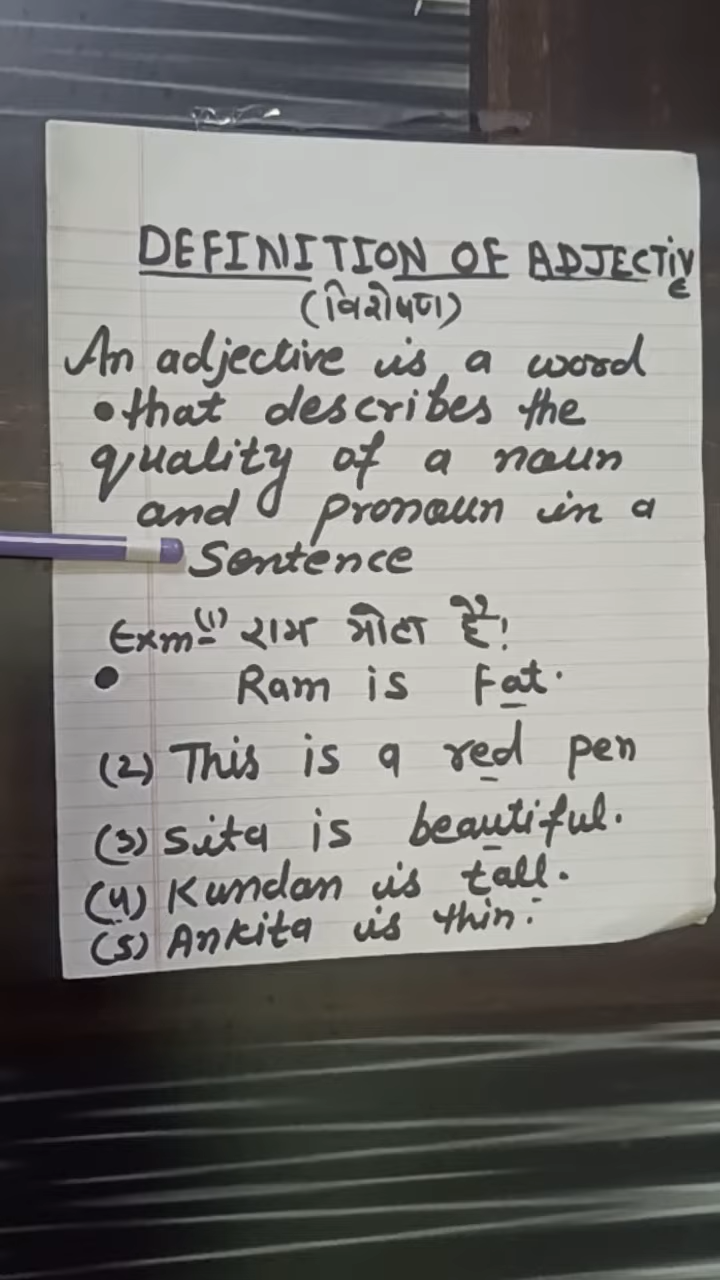 DEFINITION OF ADJECTIVE
(विशेषण)
An adjective is a word
•that describes the
quality of a noun
and pronoun in a
Sentence
Exm (1) राम मोटा है!
• Ram is Fat.
(2) This is a red pen
(3) Sita is beautiful.
(4) Kundan is tall.
(5) Ankita is thin.